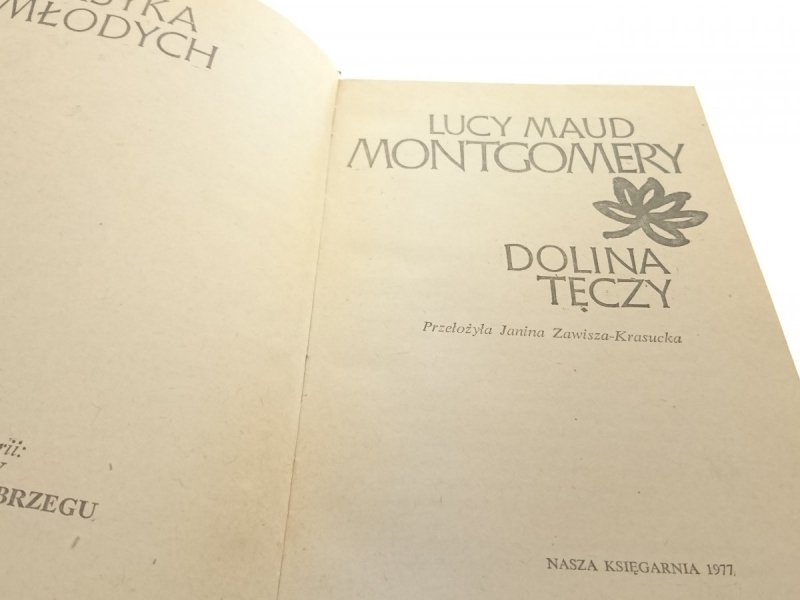 MŁODYCH
BRZEGU
LUCY MAUD
MONTGOMERY
DOLINA
TĘCZY
Przełożyła Janina Zawisza-Krasucka
NASZA KSIĘGARNIA 1977